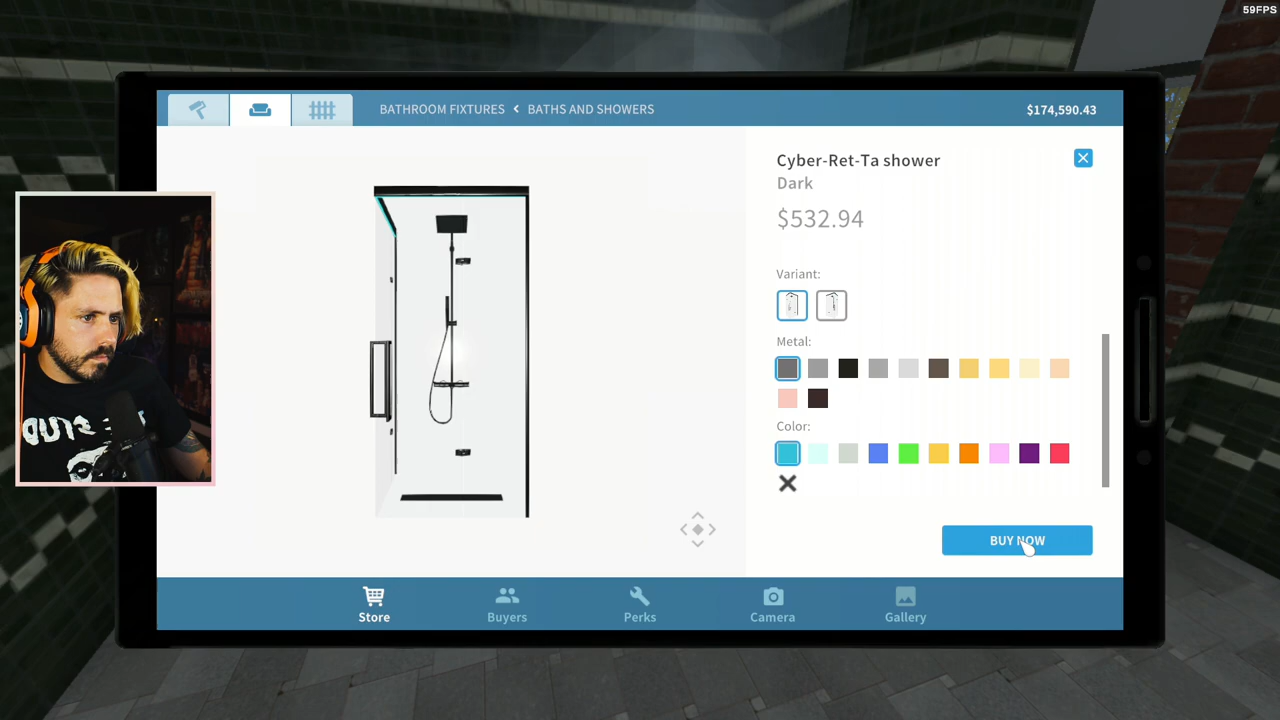 59FPS
BATHROOM FIXTURES < BATHS AND SHOWERS
$174,590.43
Cyber-Ret-Ta shower
Dark
$532.94
Variant:
Metal:
Color:
BUY NOW
Store
Buyers
Perks
Camera
Gallery